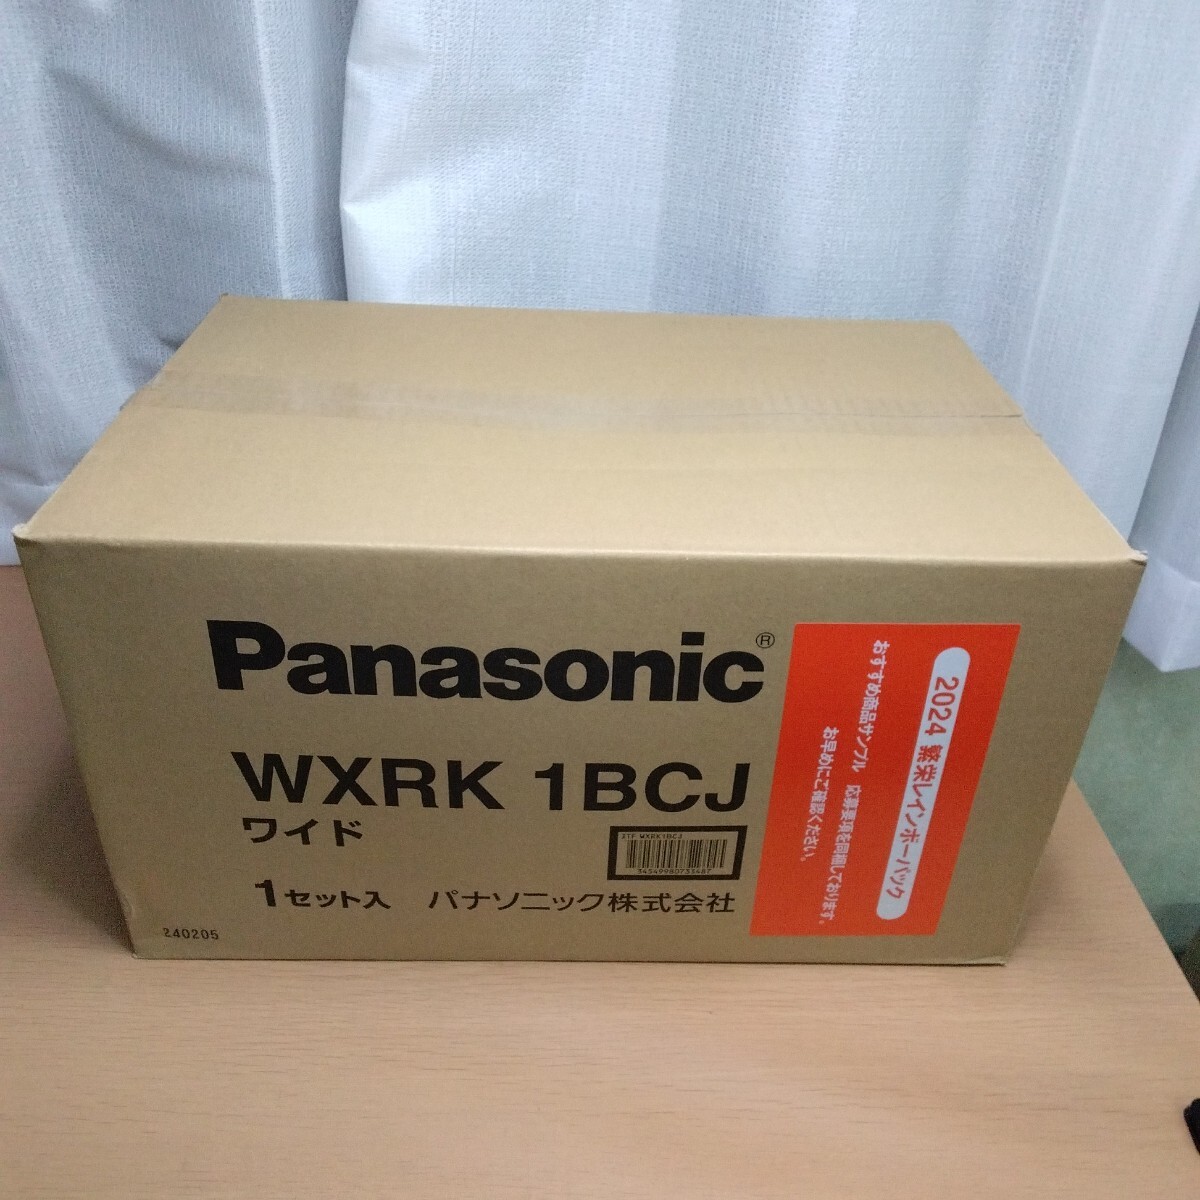 Panasonic®
WXRK 1BCJ
ワイド
ITF WXRK1BCJ
1セット入 パナソニック株式会社
240205
2024 繁栄レインボーパック
おすすめ商品サンプル 応募要項を同梱しております。
お早めにご確認ください。